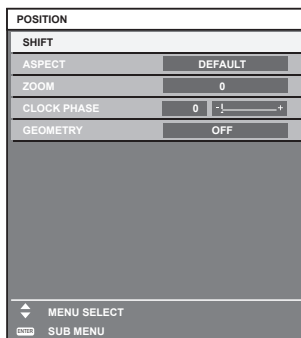 POSITION
SHIFT
ASPECT DEFAULT
ZOOM 0
CLOCK PHASE 0 - +
GEOMETRY OFF
MENU SELECT
ENTER SUB MENU